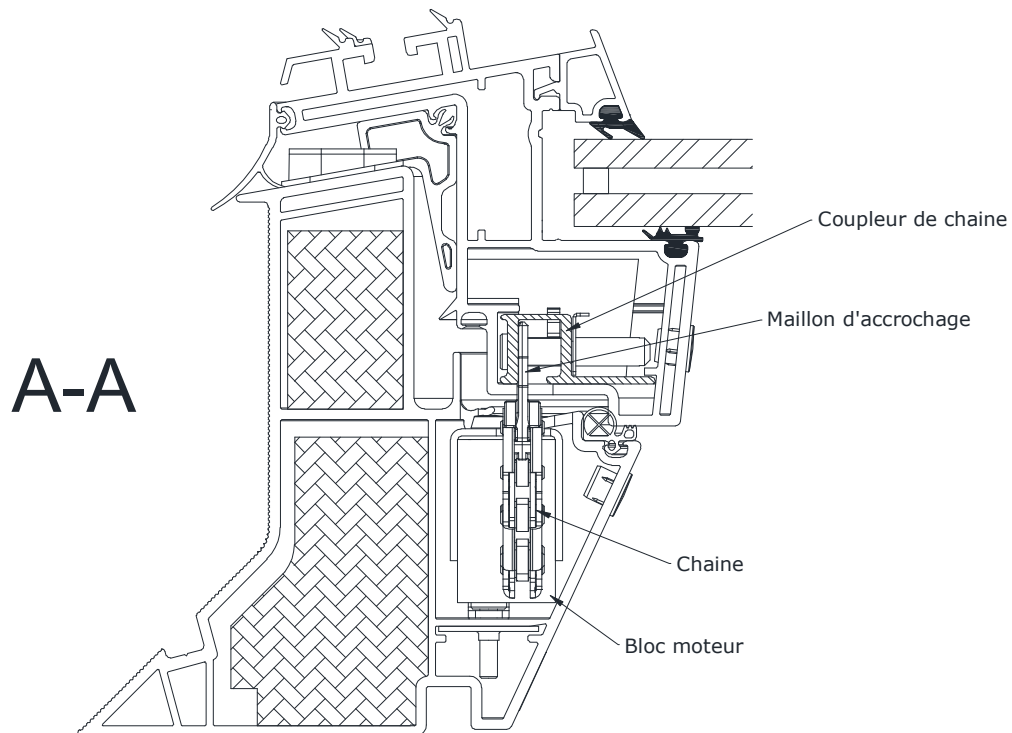 Coupleur de chaine
Maillon d'accrochage
A-A
Chaine
Bloc moteur